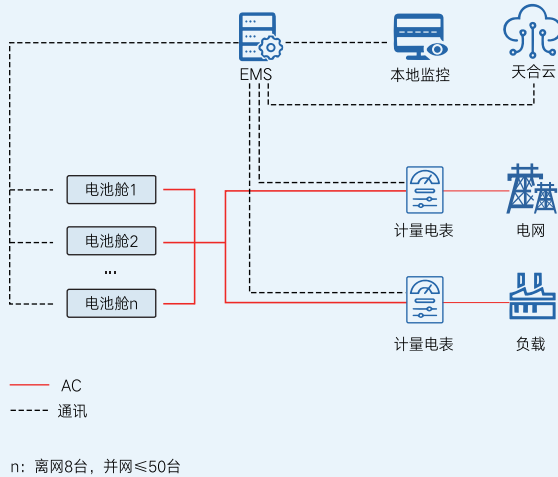 EMS
本地监控
天合云
电池舱1
电池舱2
...
电池舱n
计量电表
电网
计量电表
负载
AC
通讯
n：离网8台，并网≤50台